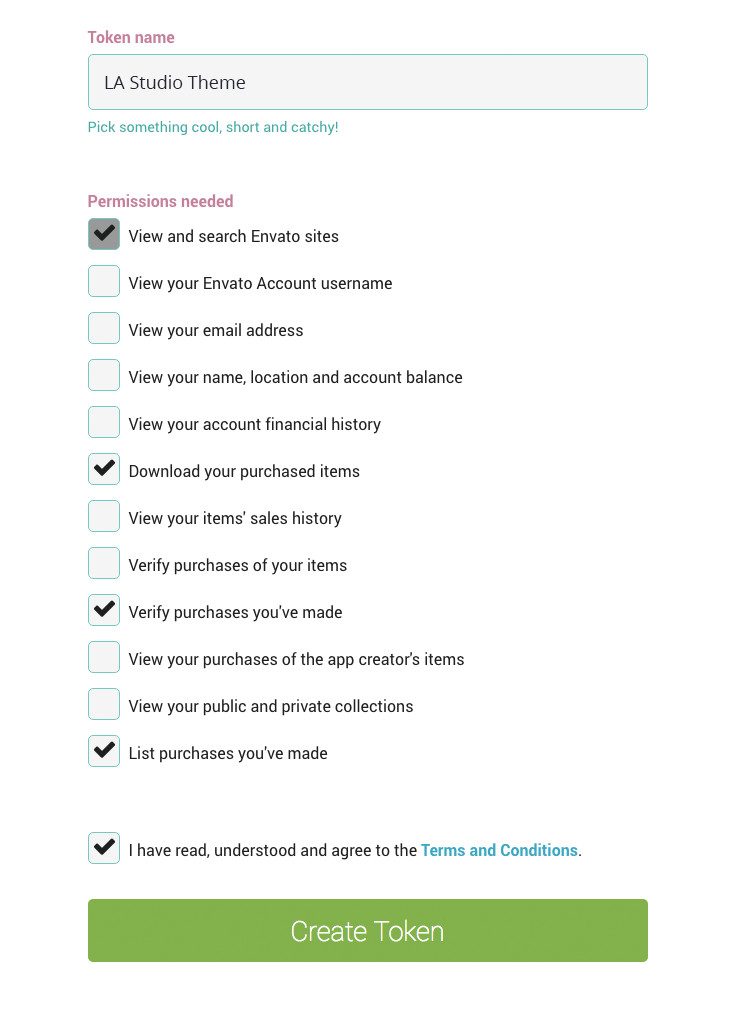 Token name
LA Studio Theme
Pick something cool, short and catchy!
Permissions needed
View and search Envato sites
View your Envato Account username
View your email address
View your name, location and account balance
View your account financial history
Download your purchased items
View your items' sales history
Verify purchases of your items
Verify purchases you've made
View your purchases of the app creator's items
View your public and private collections
List purchases you've made
I have read, understood and agree to the Terms and Conditions.
Create Token